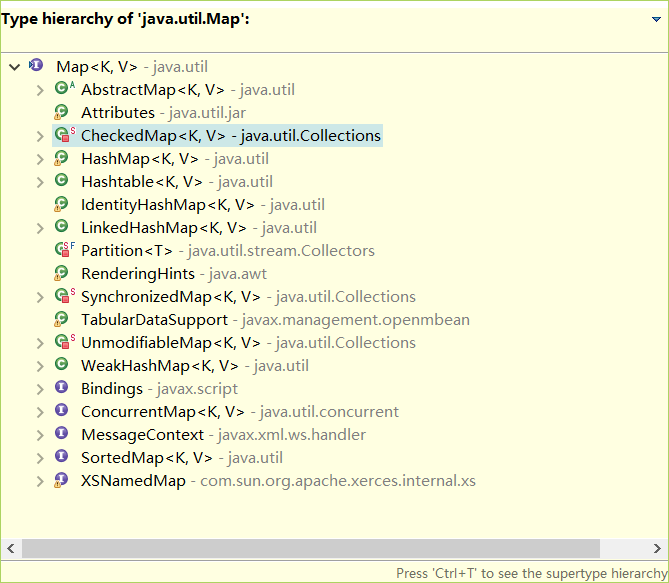 Type hierarchy of 'java.util.Map':
Map<K, V> - java.util
AbstractMap<K, V> - java.util
Attributes - java.util.jar
CheckedMap<K, V> - java.util.Collections
HashMap<K, V> - java.util
Hashtable<K, V> - java.util
IdentityHashMap<K, V> - java.util
LinkedHashMap<K, V> - java.util
Partition<T> - java.util.stream.Collectors
RenderingHints - java.awt
SynchronizedMap<K, V> - java.util.Collections
TabularDataSupport - javax.management.openmbean
UnmodifiableMap<K, V> - java.util.Collections
WeakHashMap<K, V> - java.util
Bindings - javax.script
ConcurrentMap<K, V> - java.util.concurrent
MessageContext - javax.xml.ws.handler
SortedMap<K, V> - java.util
XSNamedMap - com.sun.org.apache.xerces.internal.xs
Press 'Ctrl+T' to see the supertype hierarchy